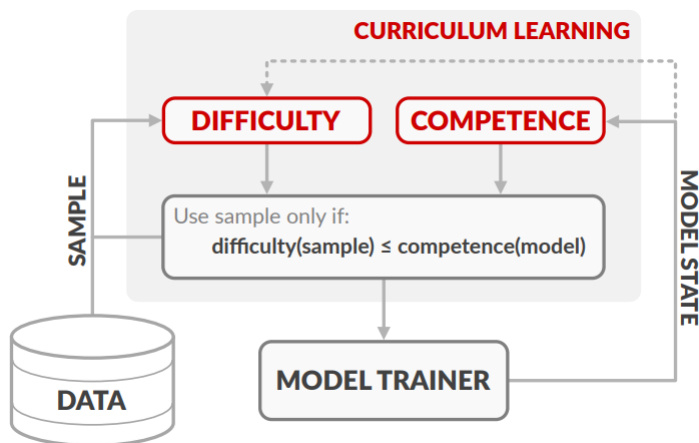 CURRICULUM LEARNING
DIFFICULTY
COMPETENCE
SAMPLE
Use sample only if:
difficulty(sample) ≤ competence(model)
MODEL STATE
DATA
MODEL TRAINER